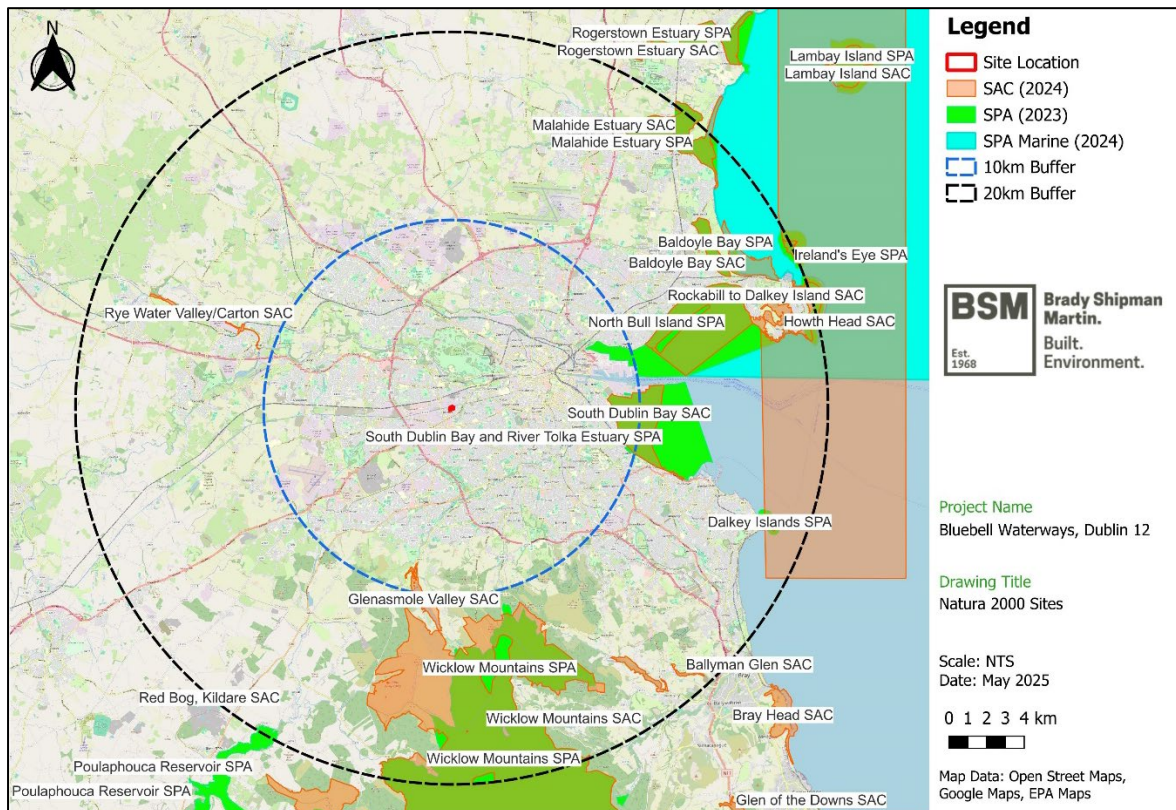 N
Rogerstown Estuary SPA
Rogerstown Estuary SAC
Lambay Island SPA
Lambay Island SAC
Malahide Estuary SAC
Malahide Estuary SPA
Baldoyle Bay SPA
Ireland's Eye SPA
Baldoyle Bay SAC
Rockabill to Dalkey Island SAC
Rye Water Valley/Carton SAC
North Bull Island SPA
Howth Head SAC
South Dublin Bay SAC
South Dublin Bay and River Tolka Estuary SPA
Dalkey Islands SPA
Glenasmole Valley SAC
Wicklow Mountains SPA
Ballyman Glen SAC
Bray
Red Bog, Kildare SAC
Wicklow Mountains SAC
Bray Head SAC
Wicklow Mountains SPA
Poulaphouca Reservoir SPA
Poulaphouca Reservoir SPA
Glen of the Downs SAC
Legend
Site Location
SAC (2024)
SPA (2023)
SPA Marine (2024)
10km Buffer
20km Buffer
BSM
Est.
1968
Brady Shipman
Martin.
Built.
Environment.
Project Name
Bluebell Waterways, Dublin 12
Drawing Title
Natura 2000 Sites
Scale: NTS
Date: May 2025
0 1 2 3 4 km
Map Data: Open Street Maps,
Google Maps, EPA Maps